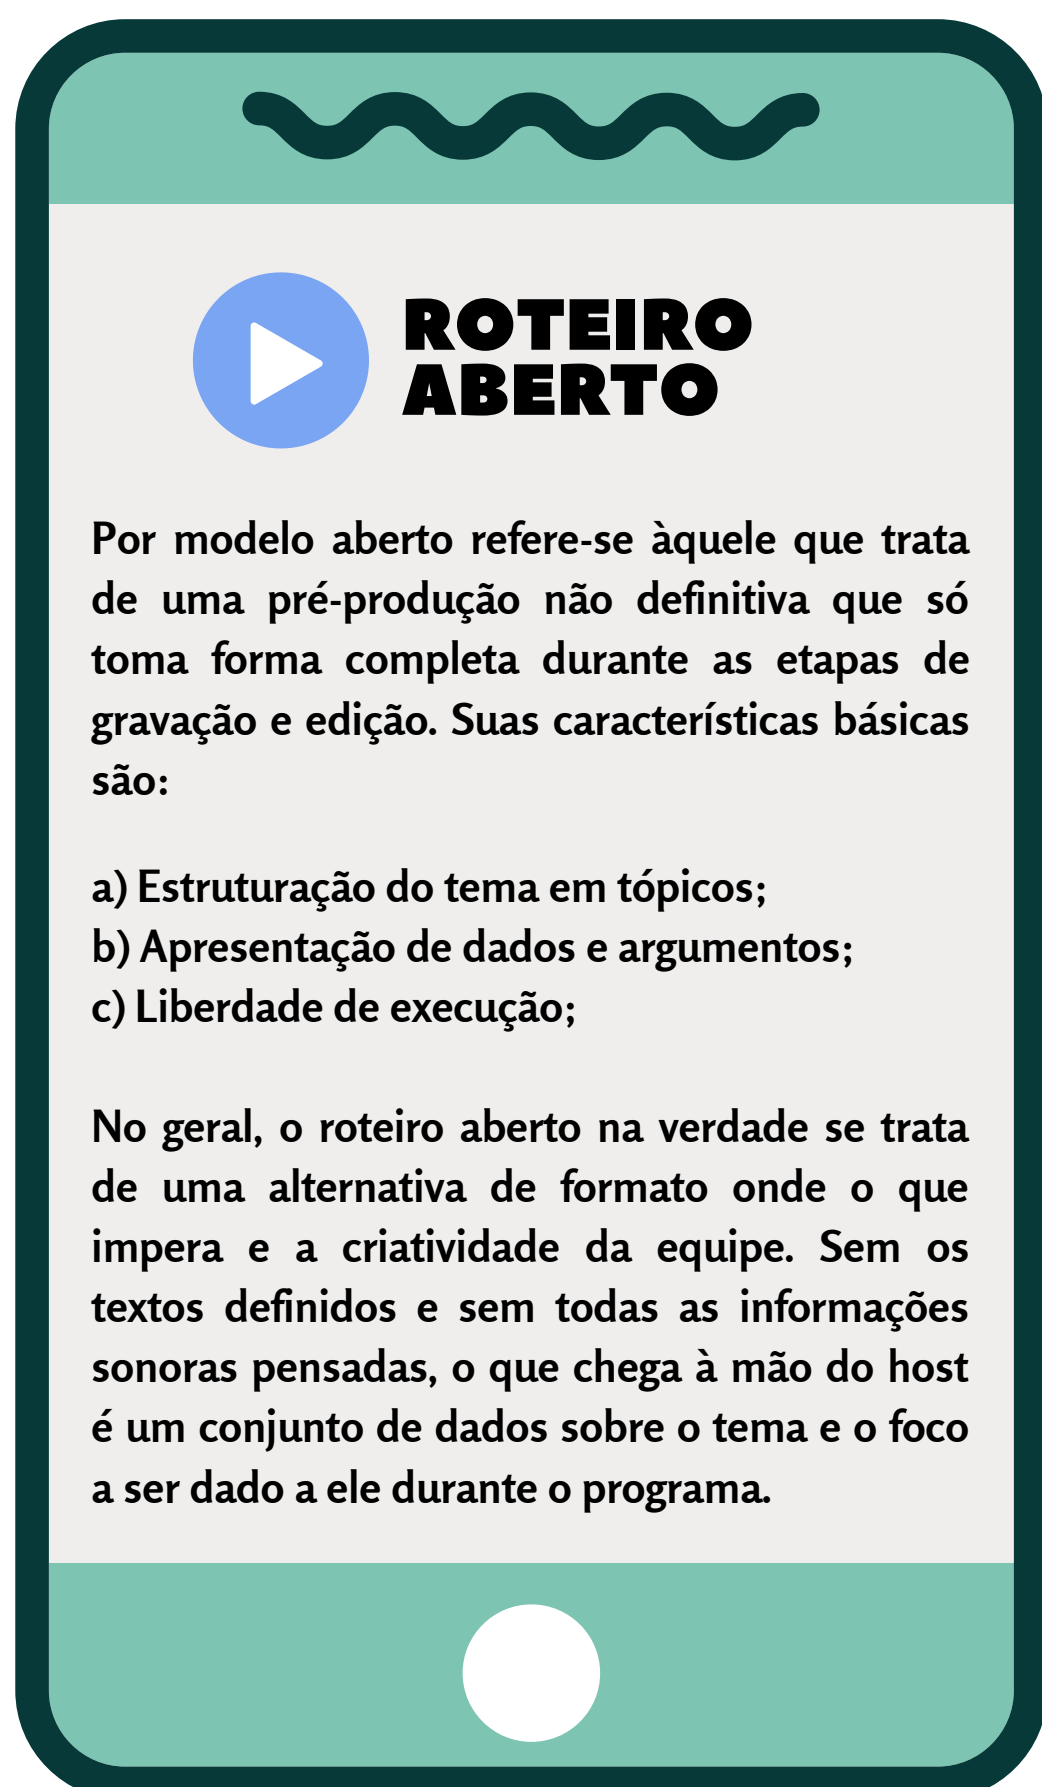 ROTEIRO
ABERTO
Por modelo aberto refere-se àquele que trata
de uma pré-produção não definitiva que só
toma forma completa durante as etapas de
gravação e edição. Suas características básicas
são:
a) Estruturação do tema em tópicos;
b) Apresentação de dados e argumentos;
c) Liberdade de execução;
No geral, o roteiro aberto na verdade se trata
de uma alternativa de formato onde o que
impera e a criatividade da equipe. Sem os
textos definidos e sem todas as informações
sonoras pensadas, o que chega à mão do host
é um conjunto de dados sobre o tema e o foco
a ser dado a ele durante o programa.